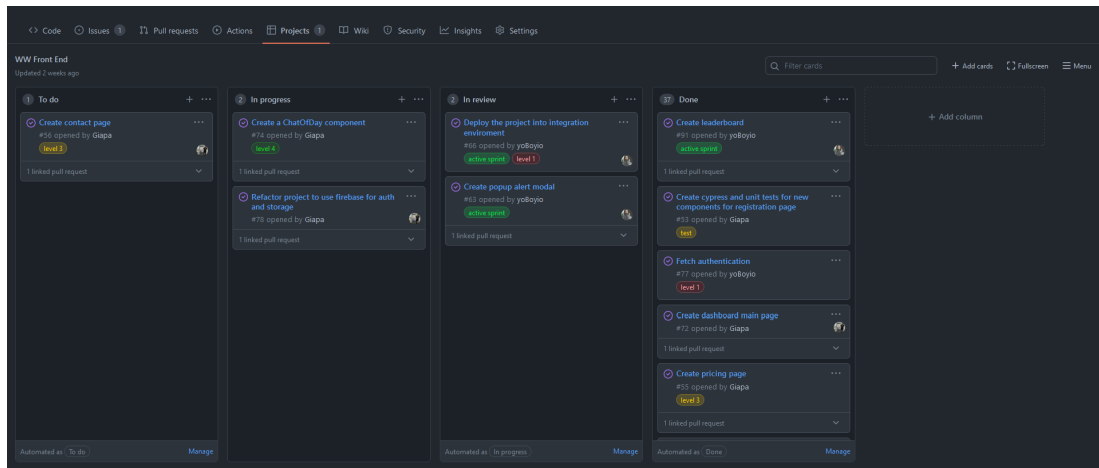 Code Issues 1 Pull requests Actions Projects 1 Wiki Security Insights Settings
WW Front End
Updated 2 weeks ago
Filter cards
+ Add cards Fullscreen Menu
1 To do
Create contact page
#56 opened by Giapa
level 3
1 linked pull request
Automated as To do Manage
2 In progress
Create a ChatOfDay component
#74 opened by Giapa
level 4
1 linked pull request
Refactor project to use firebase for auth
and storage
#78 opened by Giapa
1 linked pull request
2 In review
Deploy the project into integration
enviroment
#66 opened by yoBoyio
active sprint level 1
Create popup alert modal
#63 opened by yoBoyio
active sprint
1 linked pull request
Automated as In progress Manage
37 Done
Create leaderboard
#91 opened by yoBoyio
active sprint
1 linked pull request
Create cypress and unit tests for new
components for registration page
#53 opened by Giapa
test
Fetch authentication
#77 opened by yoBoyio
level 1
Create dashboard main page
#72 opened by Giapa
1 linked pull request
Create pricing page
#55 opened by Giapa
level 3
1 linked pull request
Automated as Done Manage
+ Add column